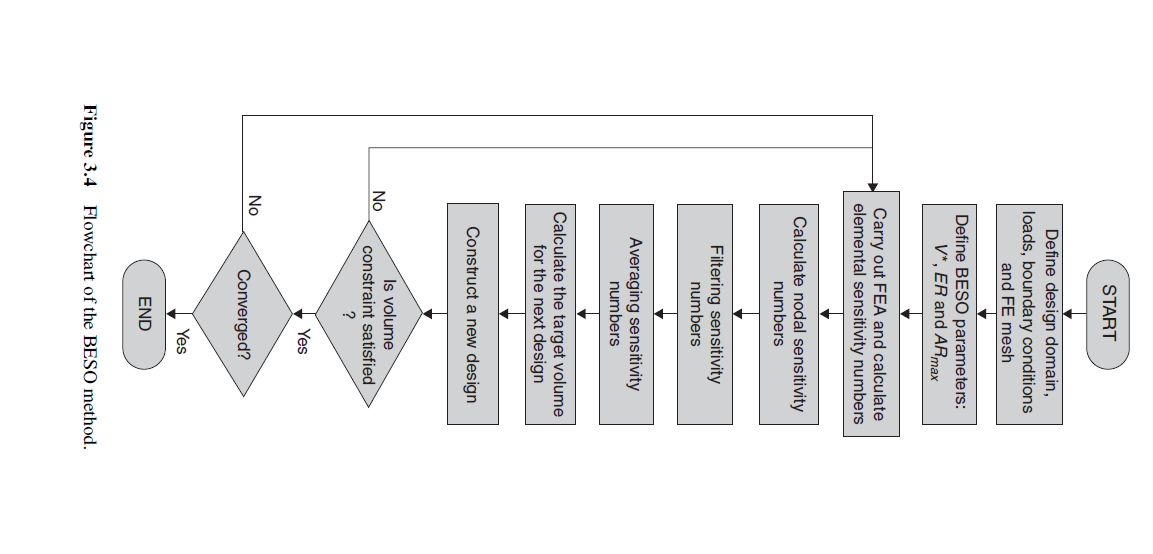 START
Define design domain,
loads, boundary conditions
and FE mesh
Define BESO parameters:
V*, ER and ARmax
Carry out FEA and calculate
elemental sensitivity numbers
Calculate nodal sensitivity
numbers
Filtering sensitivity
numbers
Averaging sensitivity
numbers
Calculate the target volume
for the next design
Construct a new design
Is volume
constraint satisfied
?
No
Yes
Converged?
No
Yes
END
Figure 3.4 Flowchart of the BESO method.